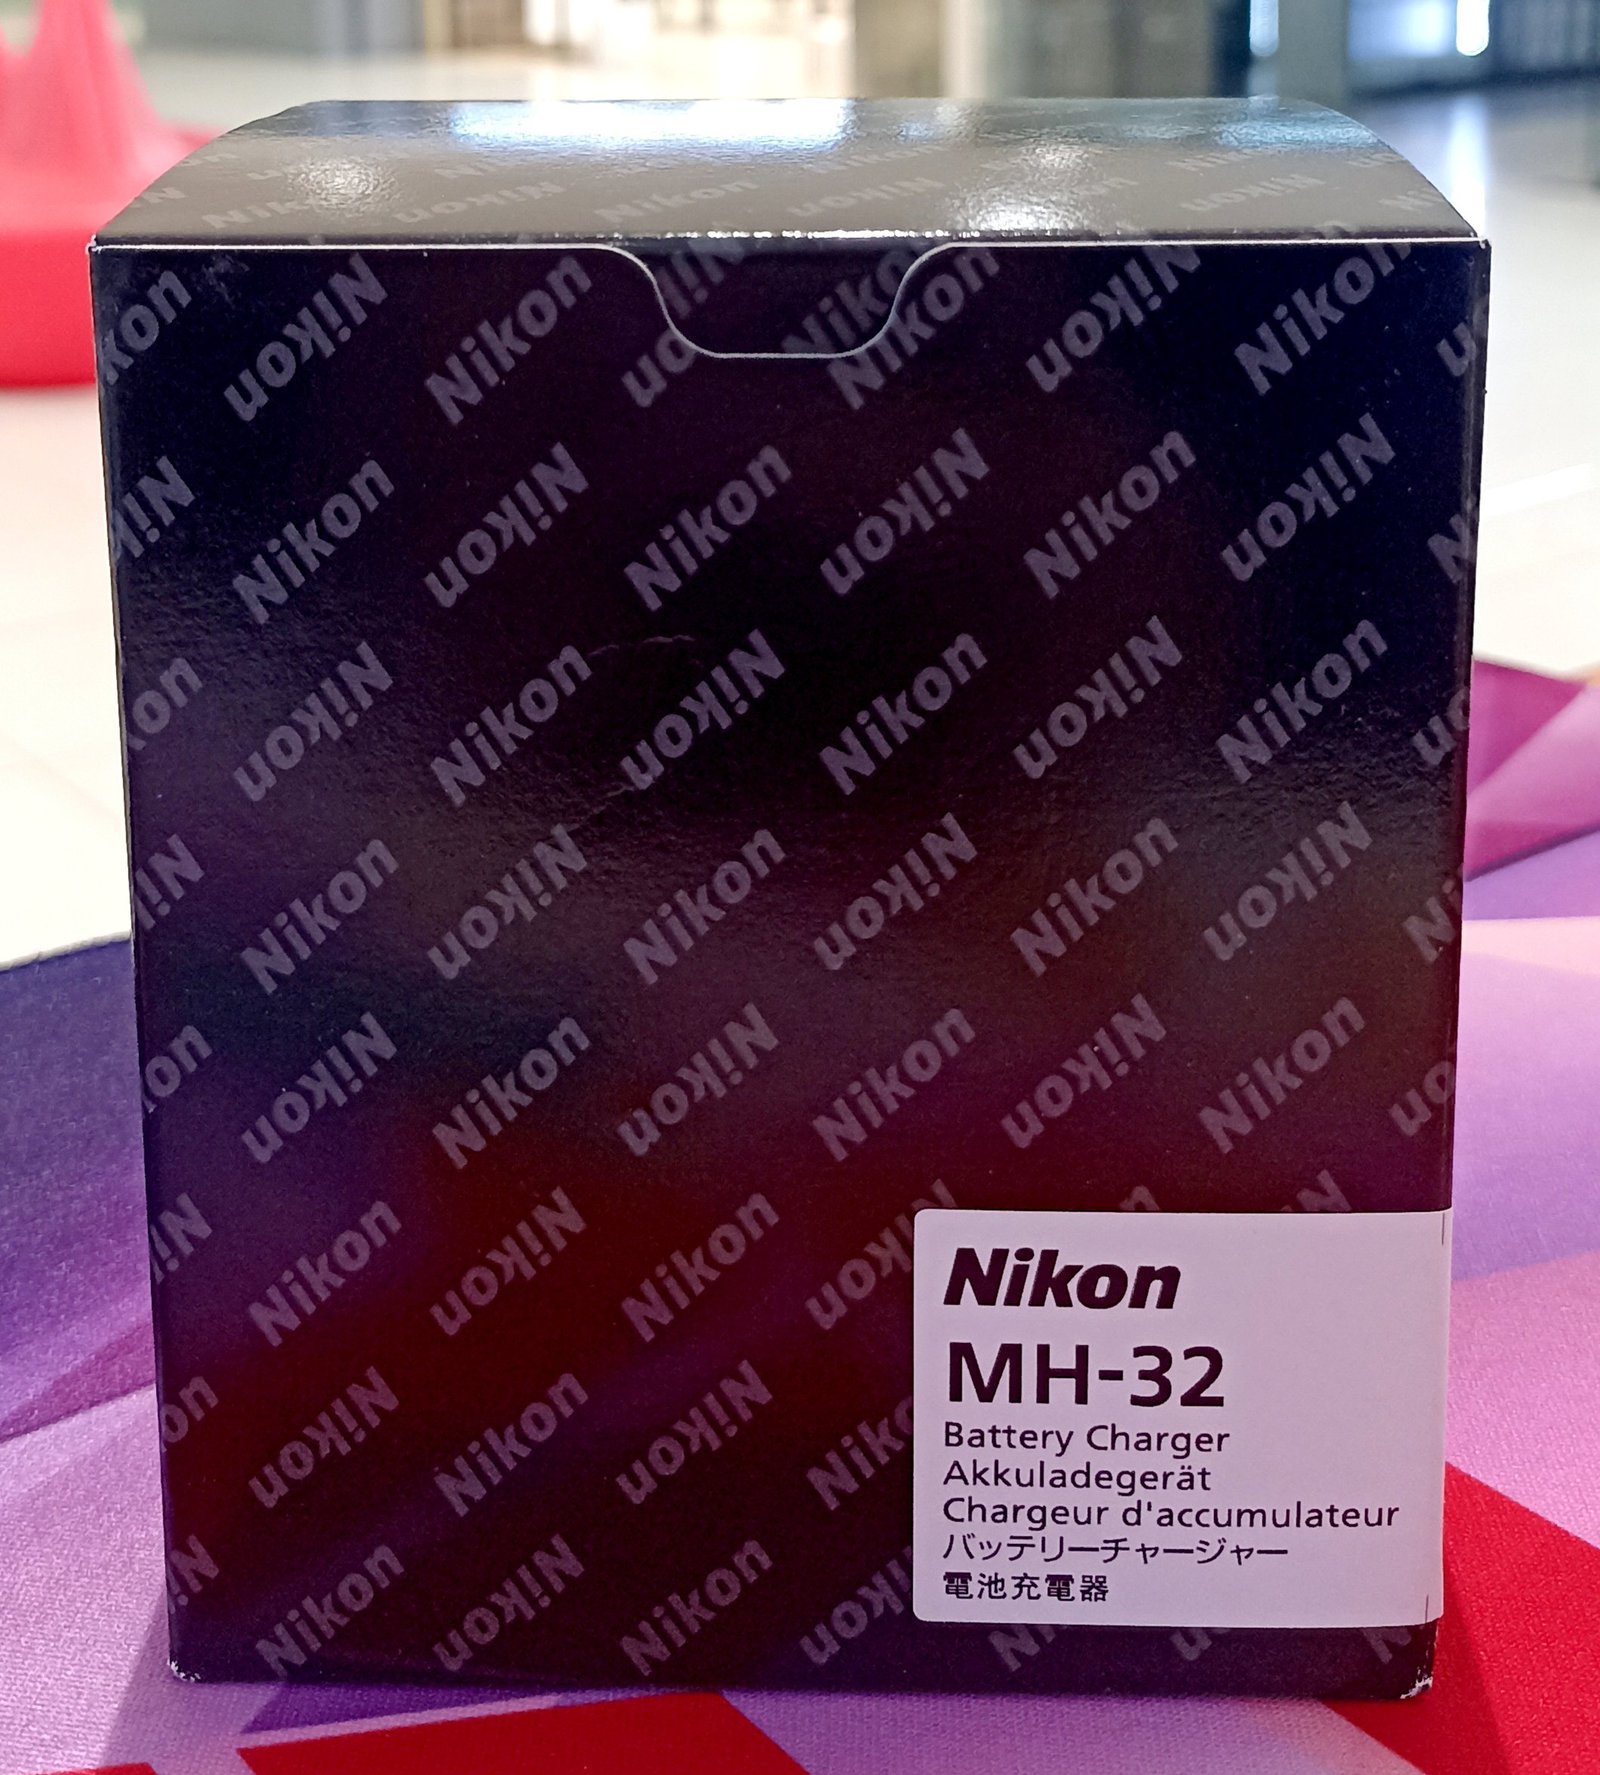 Nikon
MH-32
Battery Charger
Akkuladegerät
Chargeur d'accumulateur
バッテリーチャージャー
電池充電器